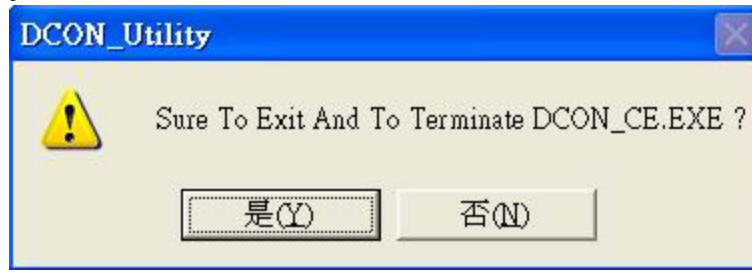 DCON_Utility
Sure To Exit And To Terminate DCON_CE.EXE ?
是(Y) 否(N)